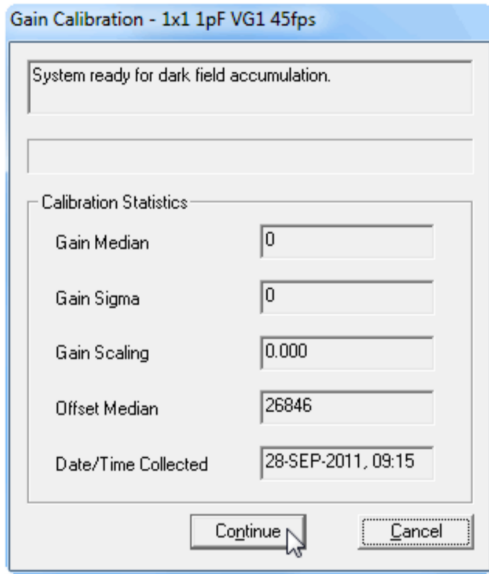 Gain Calibration - 1x1 1pF VG1 45fps
System ready for dark field accumulation.
Calibration Statistics
Gain Median 0
Gain Sigma 0
Gain Scaling 0.000
Offset Median 26846
Date/Time Collected 28-SEP-2011, 09:15
Continue Cancel